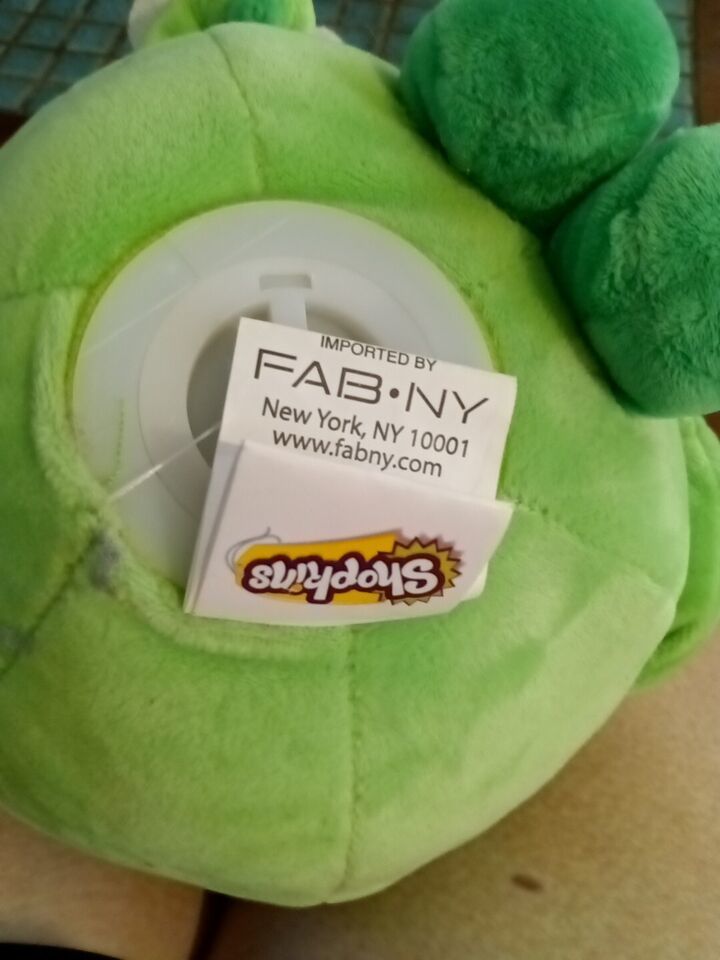 IMPORTED BY
FAB•NY
New York, NY 10001
www.fabny.com
Shopkins